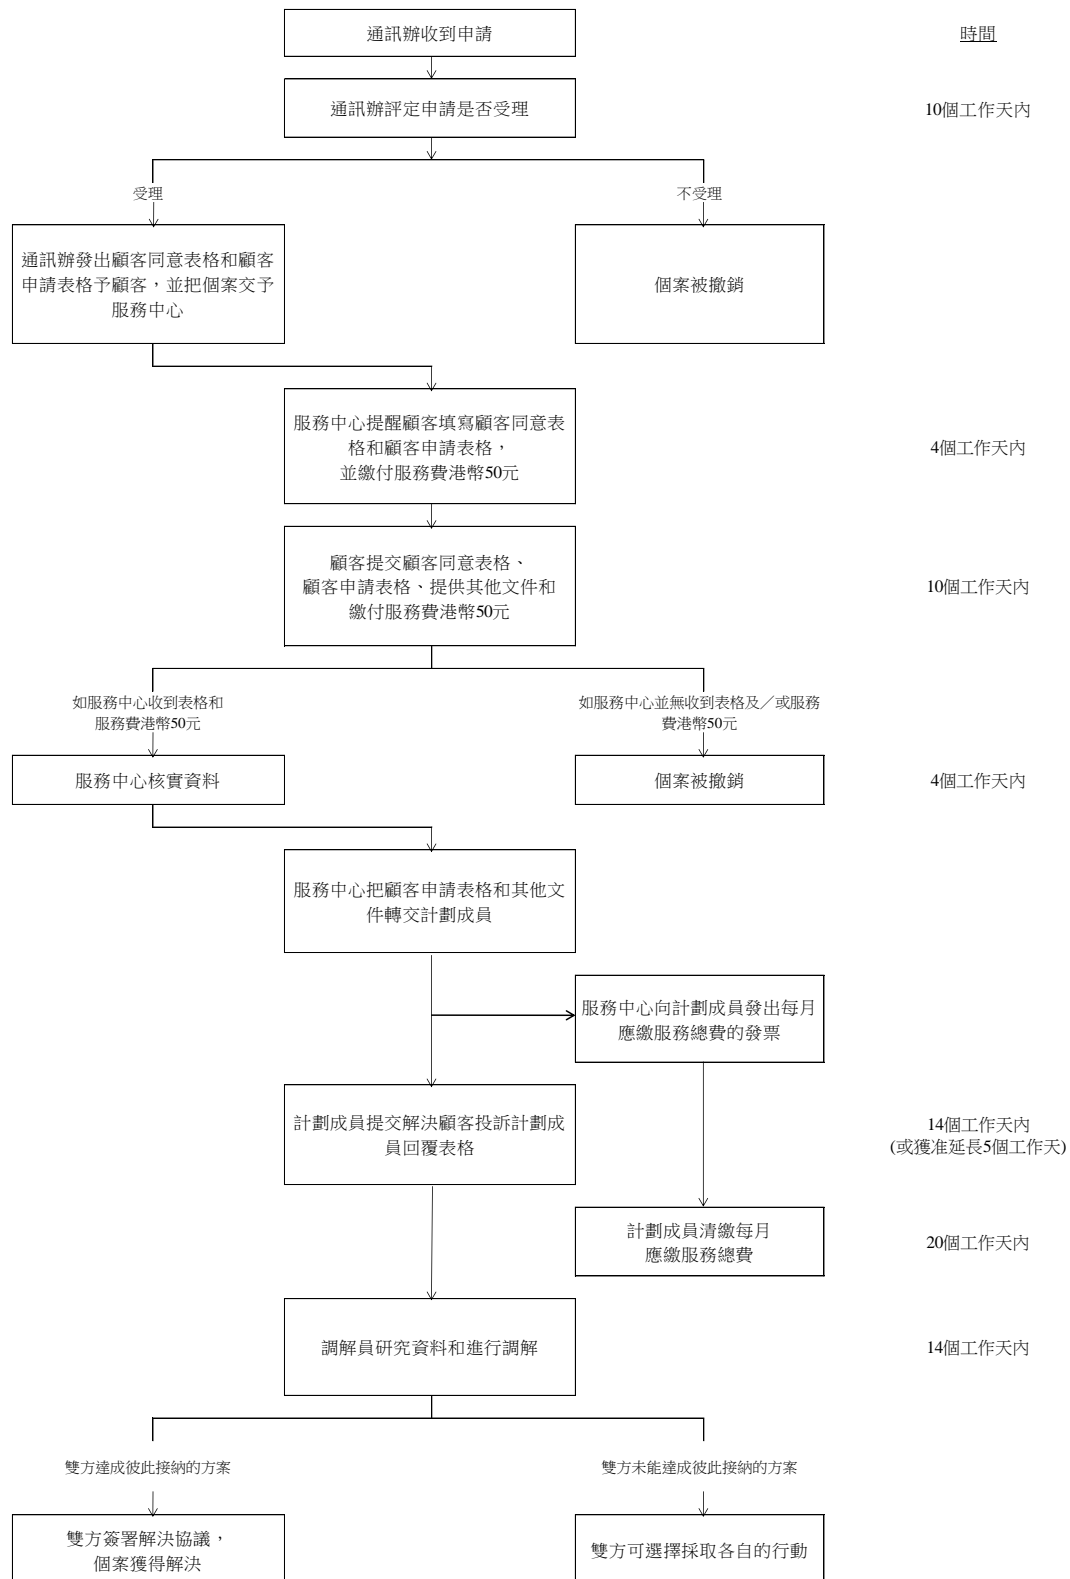 通訊辦收到申請
時間
通訊辦評定申請是否受理
10個工作天內
受理
不受理
通訊辦發出顧客同意表格和顧客
申請表格予顧客，並把個案交予
服務中心
個案被撤銷
服務中心提醒顧客填寫顧客同意表
格和顧客申請表格，
並繳付服務費港幣50元
4個工作天內
顧客提交顧客同意表格、
顧客申請表格、提供其他文件和
繳付服務費港幣50元
10個工作天內
如服務中心收到表格和
服務費港幣50元
如服務中心並無收到表格及／或服務
費港幣50元
服務中心核實資料
個案被撤銷
4個工作天內
服務中心把顧客申請表格和其他文
件轉交計劃成員
服務中心向計劃成員發出每月
應繳服務總費的發票
計劃成員提交解決顧客投訴計劃成
員回覆表格
14個工作天內
(或獲准延長5個工作天)
計劃成員清繳每月
應繳服務總費
20個工作天內
調解員研究資料和進行調解
14個工作天內
雙方達成彼此接納的方案
雙方未能達成彼此接納的方案
雙方簽署解決協議，
個案獲得解決
雙方可選擇採取各自的行動